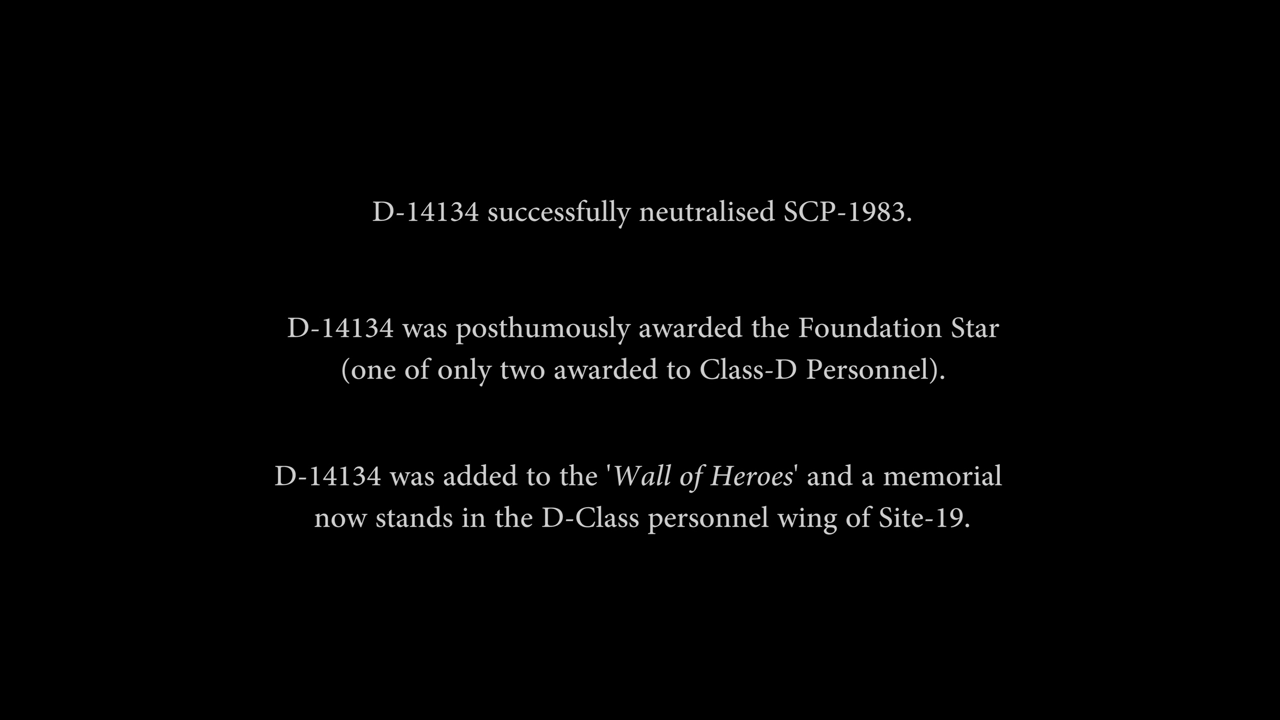 D-14134 successfully neutralised SCP-1983.
D-14134 was posthumously awarded the Foundation Star
(one of only two awarded to Class-D Personnel).
D-14134 was added to the 'Wall of Heroes' and a memorial
now stands in the D-Class personnel wing of Site-19.